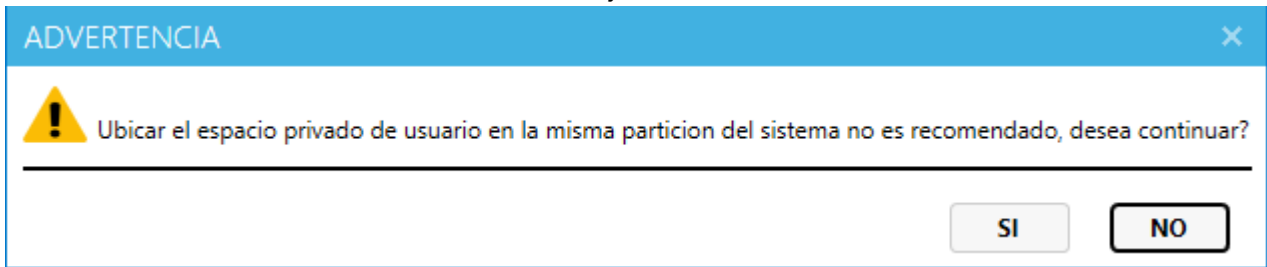 ADVERTENCIA
Ubicar el espacio privado de usuario en la misma particion del sistema no es recomendado, desea continuar?
SI NO